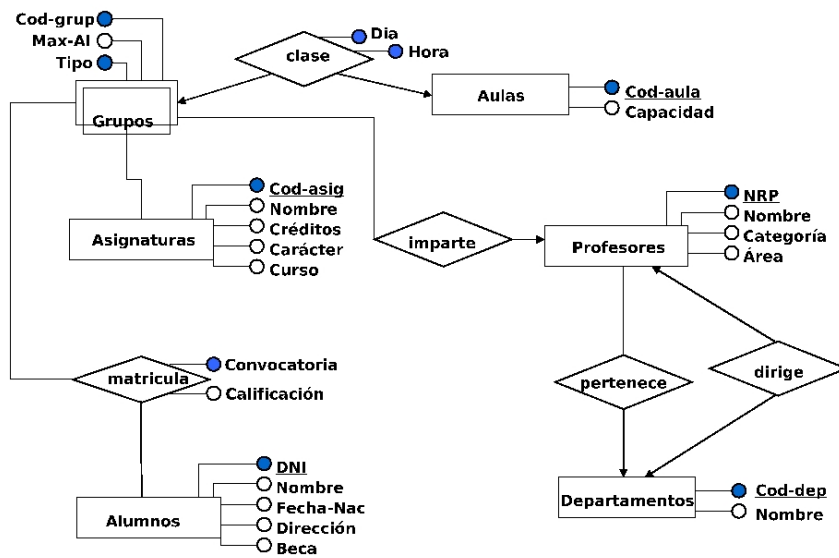 Cod-grup
Max-Al
Tipo
Grupos
clase
Dia
Hora
Aulas
Cod-aula
Capacidad
Asignaturas
Cod-asig
Nombre
Créditos
Carácter
Curso
imparte
Profesores
NRP
Nombre
Categoría
Área
matricula
Convocatoria
Calificación
pertenece
dirige
Alumnos
DNI
Nombre
Fecha-Nac
Dirección
Beca
Departamentos
Cod-dep
Nombre